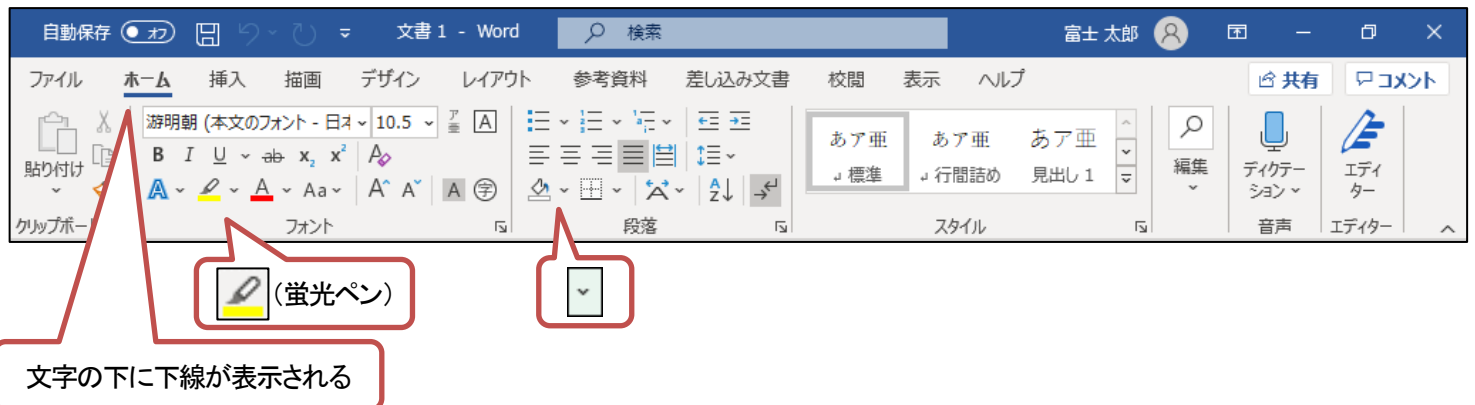 自動保存 オフ 文書 1 - Word 検索 富士 太郎
ファイル ホーム 挿入 描画 デザイン レイアウト 参考資料 差し込み文書 校閲 表示 ヘルプ 共有 コメント
貼り付け 游明朝 (本文のフォント - 日本 10.5 ア亜 A
B I U ab x₂ x² A
A A Aa A A A 字 A Z
あア亜 あア亜 あア亜
標準 行間詰め 見出し 1
編集 ディクテー
ション エディ
ター
クリップボー フォント 段落 スタイル 音声 エディター
(蛍光ペン)
文字の下に下線が表示される